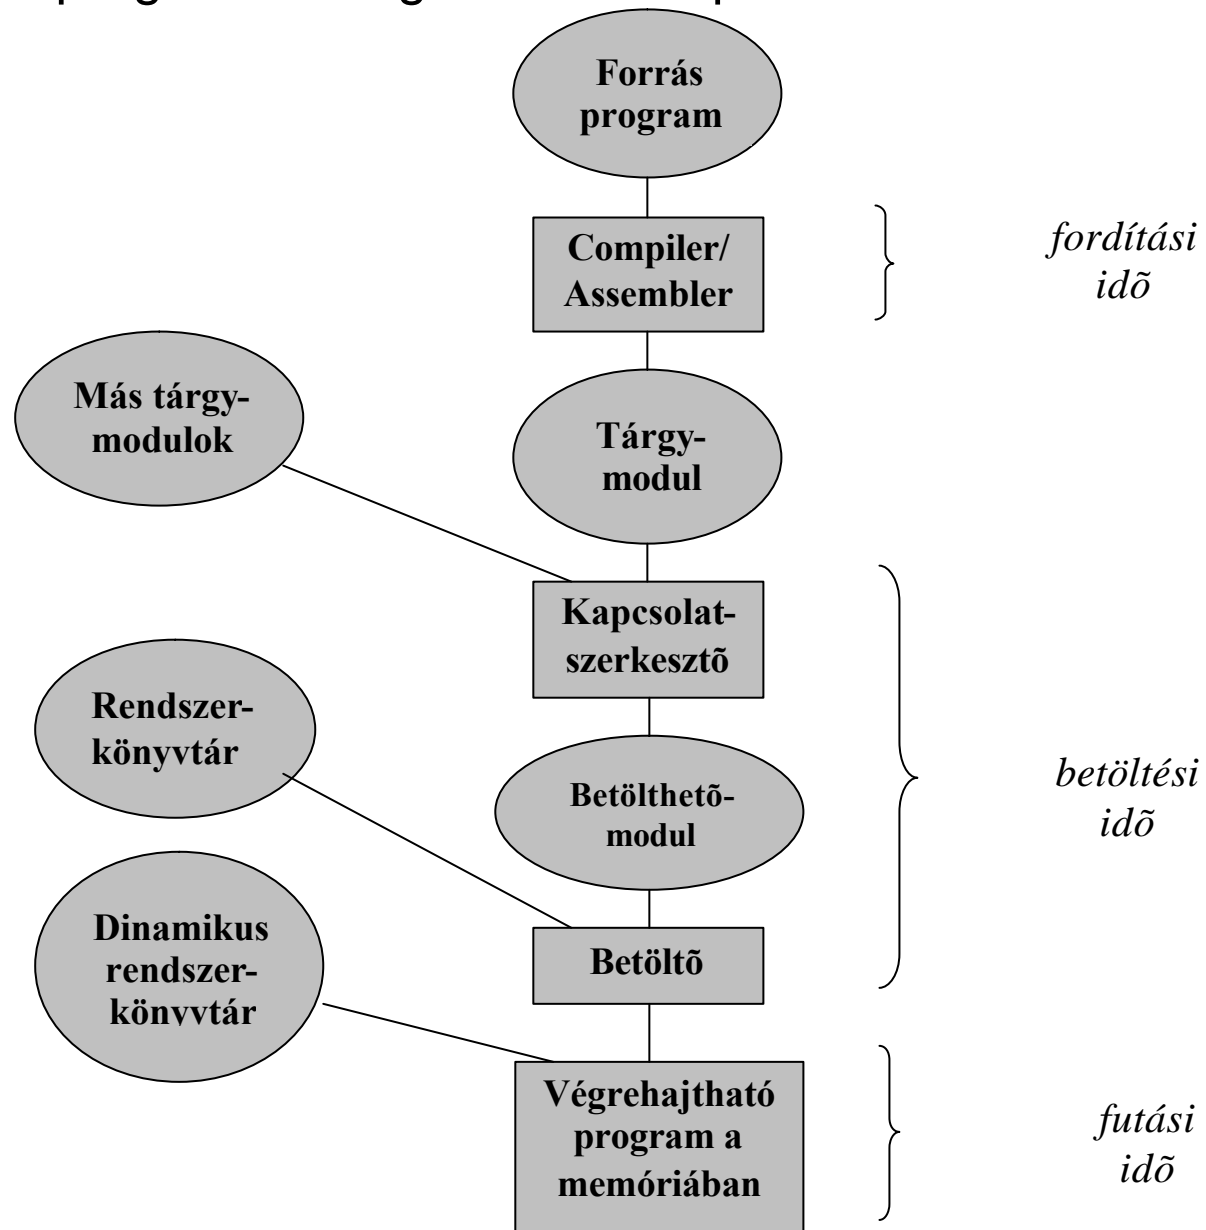 Forrás
program
Compiler/
Assembler
fordítási
idõ
Más tárgy-
modulok
Tárgy-
modul
Kapcsolat-
szerkesztõ
Rendszer-
könyvtár
Betölthetõ-
modul
betöltési
idõ
Dinamikus
rendszer-
könyvtár
Betöltõ
Végrehajtható
program a
memóriában
futási
idõ